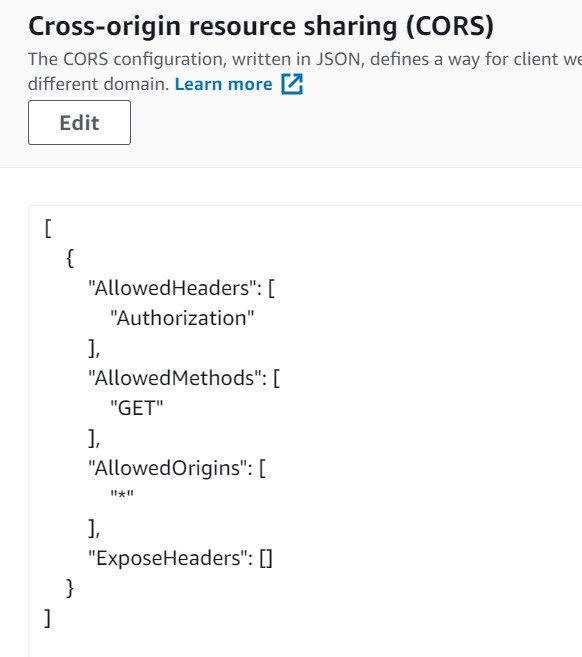 Cross-origin resource sharing (CORS)
The CORS configuration, written in JSON, defines a way for client
different domain. Learn more
Edit
[
{
"AllowedHeaders": [
"Authorization"
],
"AllowedMethods": [
"GET"
],
"AllowedOrigins": [
"*"
],
"ExposeHeaders": []
}
]